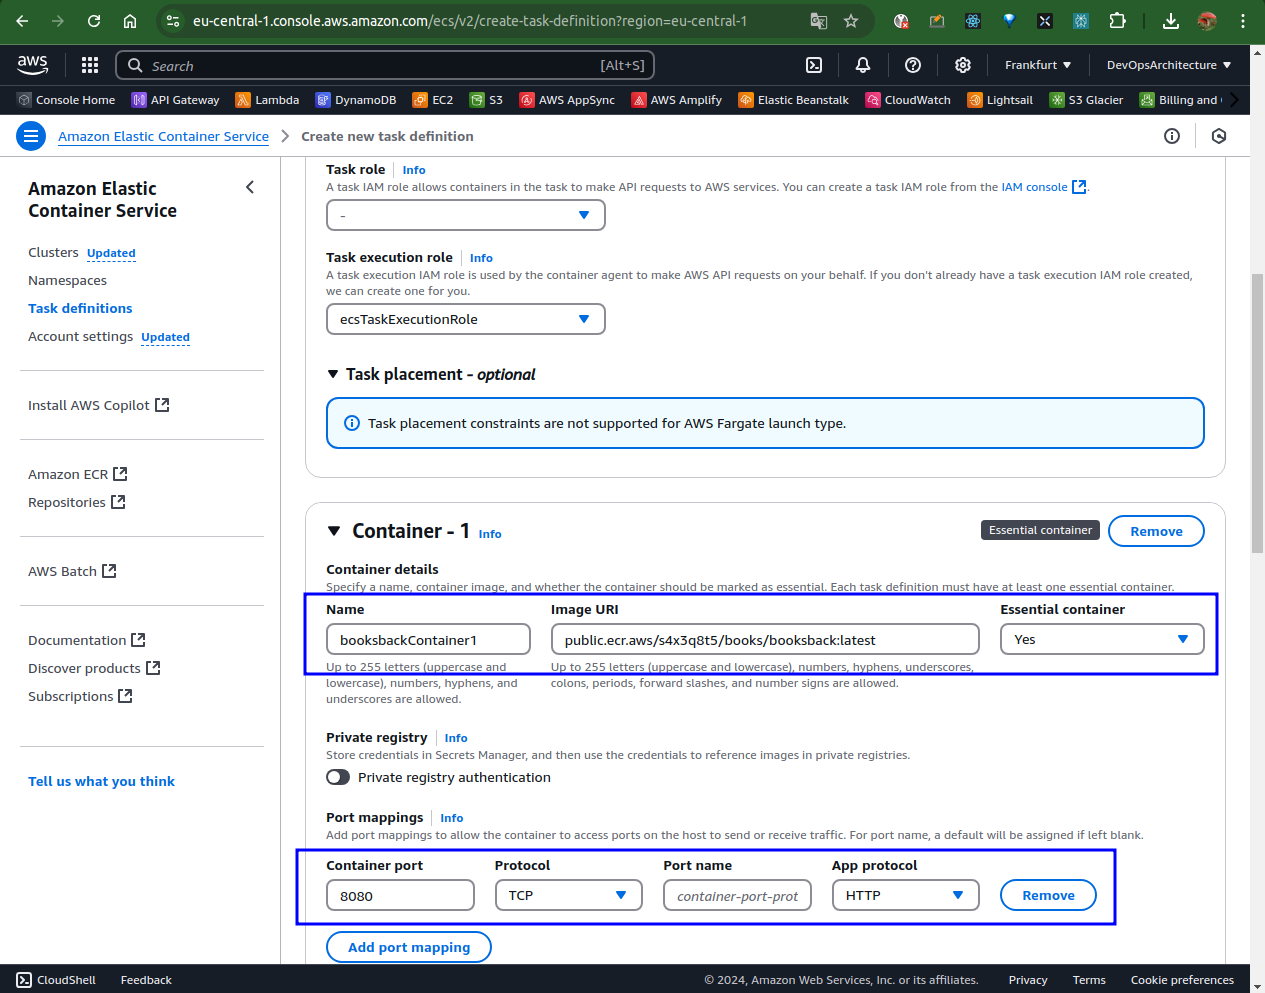 eu-central-1.console.aws.amazon.com/ecs/v2/create-task-definition?region=eu-central-1
aws
Search [Alt+S]
Frankfurt
DevOpsArchitecture
Console Home
API Gateway
Lambda
DynamoDB
EC2
S3
AWS AppSync
AWS Amplify
Elastic Beanstalk
CloudWatch
Lightsail
S3 Glacier
Billing and
Amazon Elastic Container Service
Create new task definition
Amazon Elastic
Container Service
Clusters Updated
Namespaces
Task definitions
Account settings Updated
Install AWS Copilot
Amazon ECR
Repositories
AWS Batch
Documentation
Discover products
Subscriptions
Tell us what you think
Task role Info
A task IAM role allows containers in the task to make API requests to AWS services. You can create a task IAM role from the IAM console.
-
Task execution role Info
A task execution IAM role is used by the container agent to make AWS API requests on your behalf. If you don't already have a task execution IAM role created,
we can create one for you.
ecsTaskExecutionRole
Task placement - optional
Task placement constraints are not supported for AWS Fargate launch type.
Container - 1 Info
Essential container
Remove
Container details
Specify a name, container image, and whether the container should be marked as essential. Each task definition must have at least one essential container.
Name
booksbackContainer1
Up to 255 letters (uppercase and
lowercase), numbers, hyphens, and
underscores are allowed.
Image URI
public.ecr.aws/s4x3q8t5/books/booksback:latest
Up to 255 letters (uppercase and lowercase), numbers, hyphens, underscores,
colons, periods, forward slashes, and number signs are allowed.
Essential container
Yes
Private registry Info
Store credentials in Secrets Manager, and then use the credentials to reference images in private registries.
Private registry authentication
Port mappings Info
Add port mappings to allow the container to access ports on the host to send or receive traffic. For port name, a default will be assigned if left blank.
Container port
8080
Protocol
TCP
Port name
container-port-prot
App protocol
HTTP
Remove
Add port mapping
CloudShell
Feedback
© 2024, Amazon Web Services, Inc. or its affiliates.
Privacy
Terms
Cookie preferences